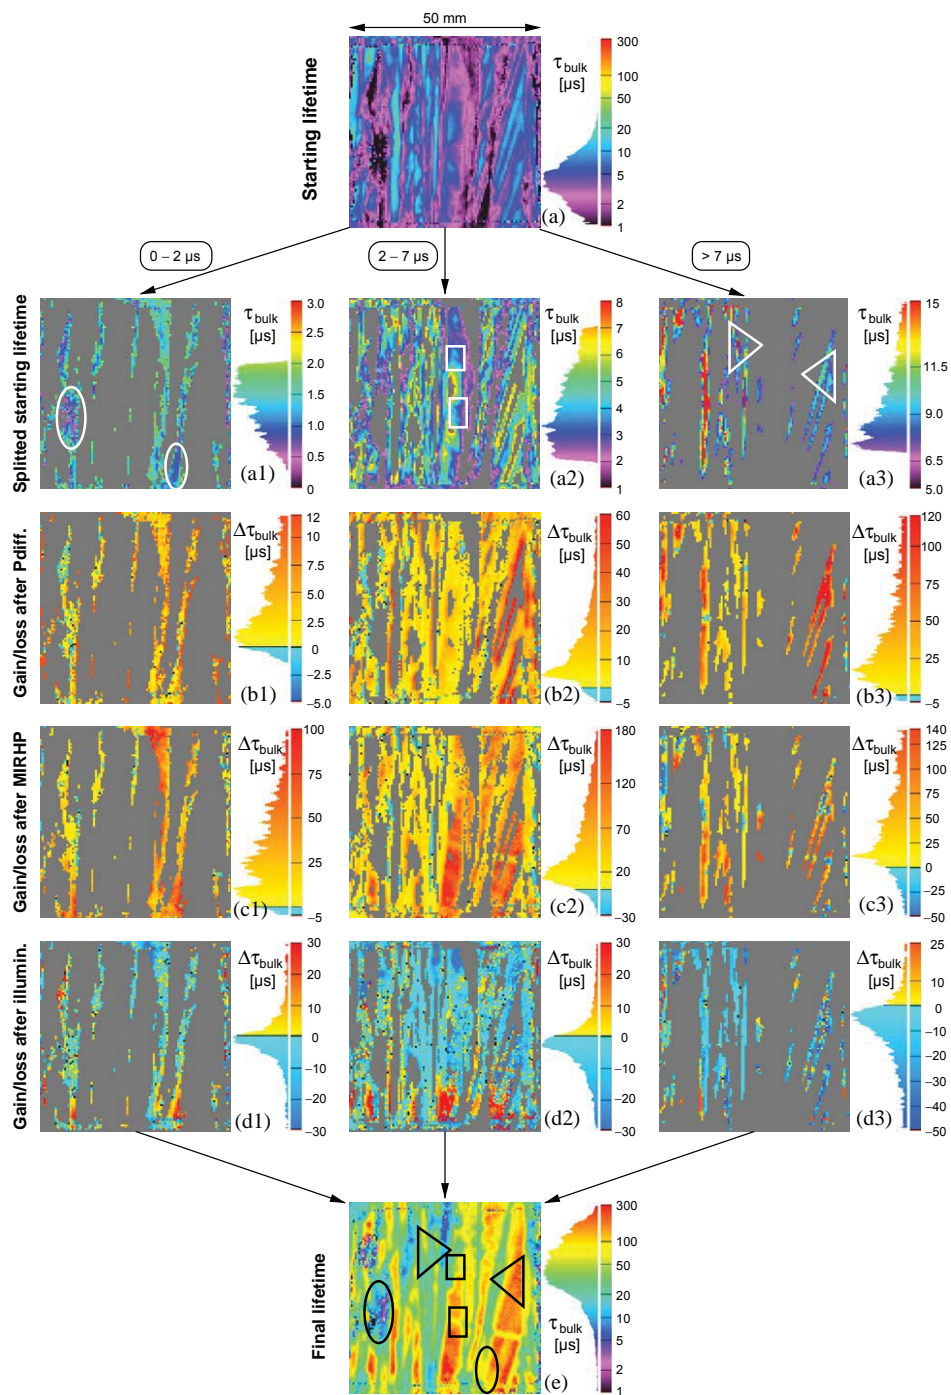 50 mm
Starting lifetime
τbulk
[µs]
300
100
50
20
10
5
2
1
(a)
0 – 2 µs
2 – 7 µs
> 7 µs
Splitted starting lifetime
τbulk
[µs]
3.0
2.5
2.0
1.5
1.0
0.5
0
(a1)
τbulk
[µs]
8
7
6
5
4
3
2
1
(a2)
τbulk
[µs]
15
11.5
8.0
6.5
5.0
(a3)
Gain/loss after Pdiff.
Δτbulk
[µs]
12
10
8
6
4
2
0
−2.5
−5.0
(b1)
Δτbulk
[µs]
60
50
40
30
20
10
−5
(b2)
Δτbulk
[µs]
120
100
80
60
40
20
−5
(b3)
Gain/loss after MIRHP
Δτbulk
[µs]
100
75
50
25
−5
(c1)
Δτbulk
[µs]
180
120
70
20
−30
(c2)
Δτbulk
[µs]
140
125
100
75
50
25
0
−25
−50
(c3)
Gain/loss after illumin.
Δτbulk
[µs]
30
20
10
0
−10
−20
−30
(d1)
Δτbulk
[µs]
30
20
10
0
−10
−20
−30
(d2)
Δτbulk
[µs]
25
20
10
0
10
−20
−30
−40
−50
(d3)
Final lifetime
300
100
50
20
10
5
2
1
τbulk
[µs]
(e)